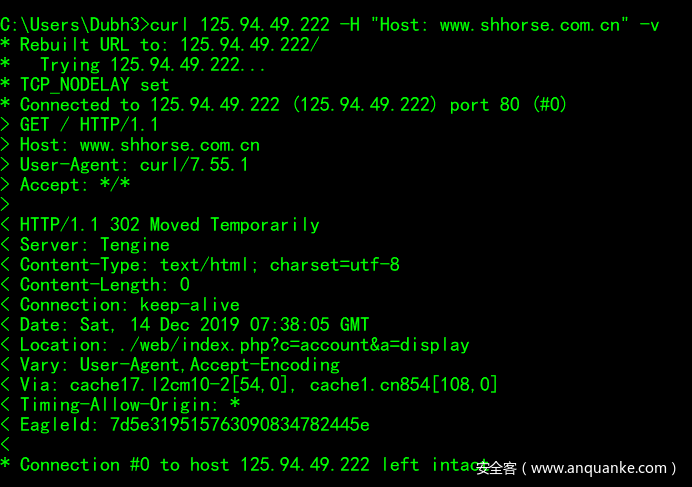 C:\Users\Dubh3>curl 125.94.49.222 -H "Host: www.shhorse.com.cn" -v
* Rebuilt URL to: 125.94.49.222/
*   Trying 125.94.49.222...
* TCP_NODELAY set
* Connected to 125.94.49.222 (125.94.49.222) port 80 (#0)
> GET / HTTP/1.1
> Host: www.shhorse.com.cn
> User-Agent: curl/7.55.1
> Accept: */*
>
< HTTP/1.1 302 Moved Temporarily
< Server: Tengine
< Content-Type: text/html; charset=utf-8
< Content-Length: 0
< Connection: keep-alive
< Date: Sat, 14 Dec 2019 07:38:05 GMT
< Location: ./web/index.php?c=account&a=display
< Vary: User-Agent,Accept-Encoding
< Via: cache17.l2cm10-2[54,0], cache1.cn854[108,0]
< Timing-Allow-Origin: *
< EagleId: 7d5e319515763090834782445e
<
* Connection #0 to host 125.94.49.222 left intact
安全客（www.anquanke.com）